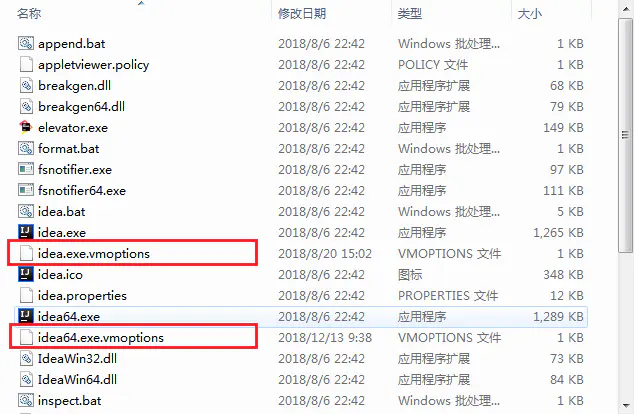 名称 修改日期 类型 大小
append.bat 2018/8/6 22:42 Windows 批处理... 1 KB
appletviewer.policy 2018/8/6 22:42 POLICY 文件 1 KB
breakgen.dll 2018/8/6 22:42 应用程序扩展 68 KB
breakgen64.dll 2018/8/6 22:42 应用程序扩展 79 KB
elevator.exe 2018/8/6 22:42 应用程序 149 KB
format.bat 2018/8/6 22:42 Windows 批处理... 1 KB
fsnotifier.exe 2018/8/6 22:42 应用程序 97 KB
fsnotifier64.exe 2018/8/6 22:42 应用程序 111 KB
idea.bat 2018/8/6 22:42 Windows 批处理... 5 KB
idea.exe 2018/8/6 22:42 应用程序 1,265 KB
idea.exe.vmoptions 2018/8/20 15:02 VMOPTIONS 文件 1 KB
idea.ico 2018/8/6 22:42 图标 348 KB
idea.properties 2018/8/6 22:42 PROPERTIES 文件 12 KB
idea64.exe 2018/8/6 22:42 应用程序 1,289 KB
idea64.exe.vmoptions 2018/12/13 9:38 VMOPTIONS 文件 1 KB
IdeaWin32.dll 2018/8/6 22:42 应用程序扩展 73 KB
IdeaWin64.dll 2018/8/6 22:42 应用程序扩展 84 KB
inspect.bat 2018/8/6 22:42 Windows 批处理... 1 KB